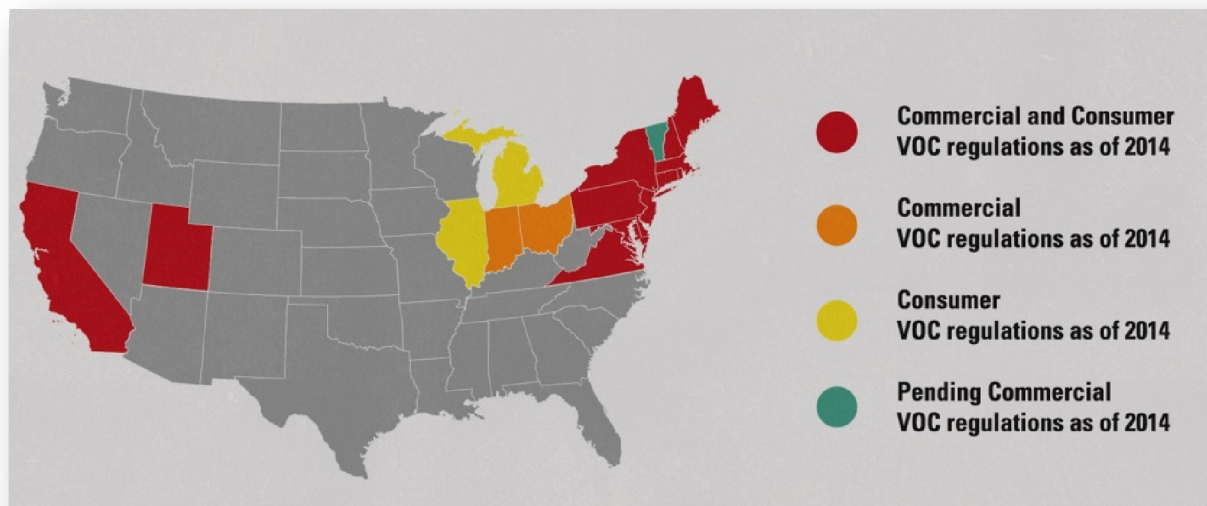 Commercial and Consumer
VOC regulations as of 2014
Commercial
VOC regulations as of 2014
Consumer
VOC regulations as of 2014
Pending Commercial
VOC regulations as of 2014